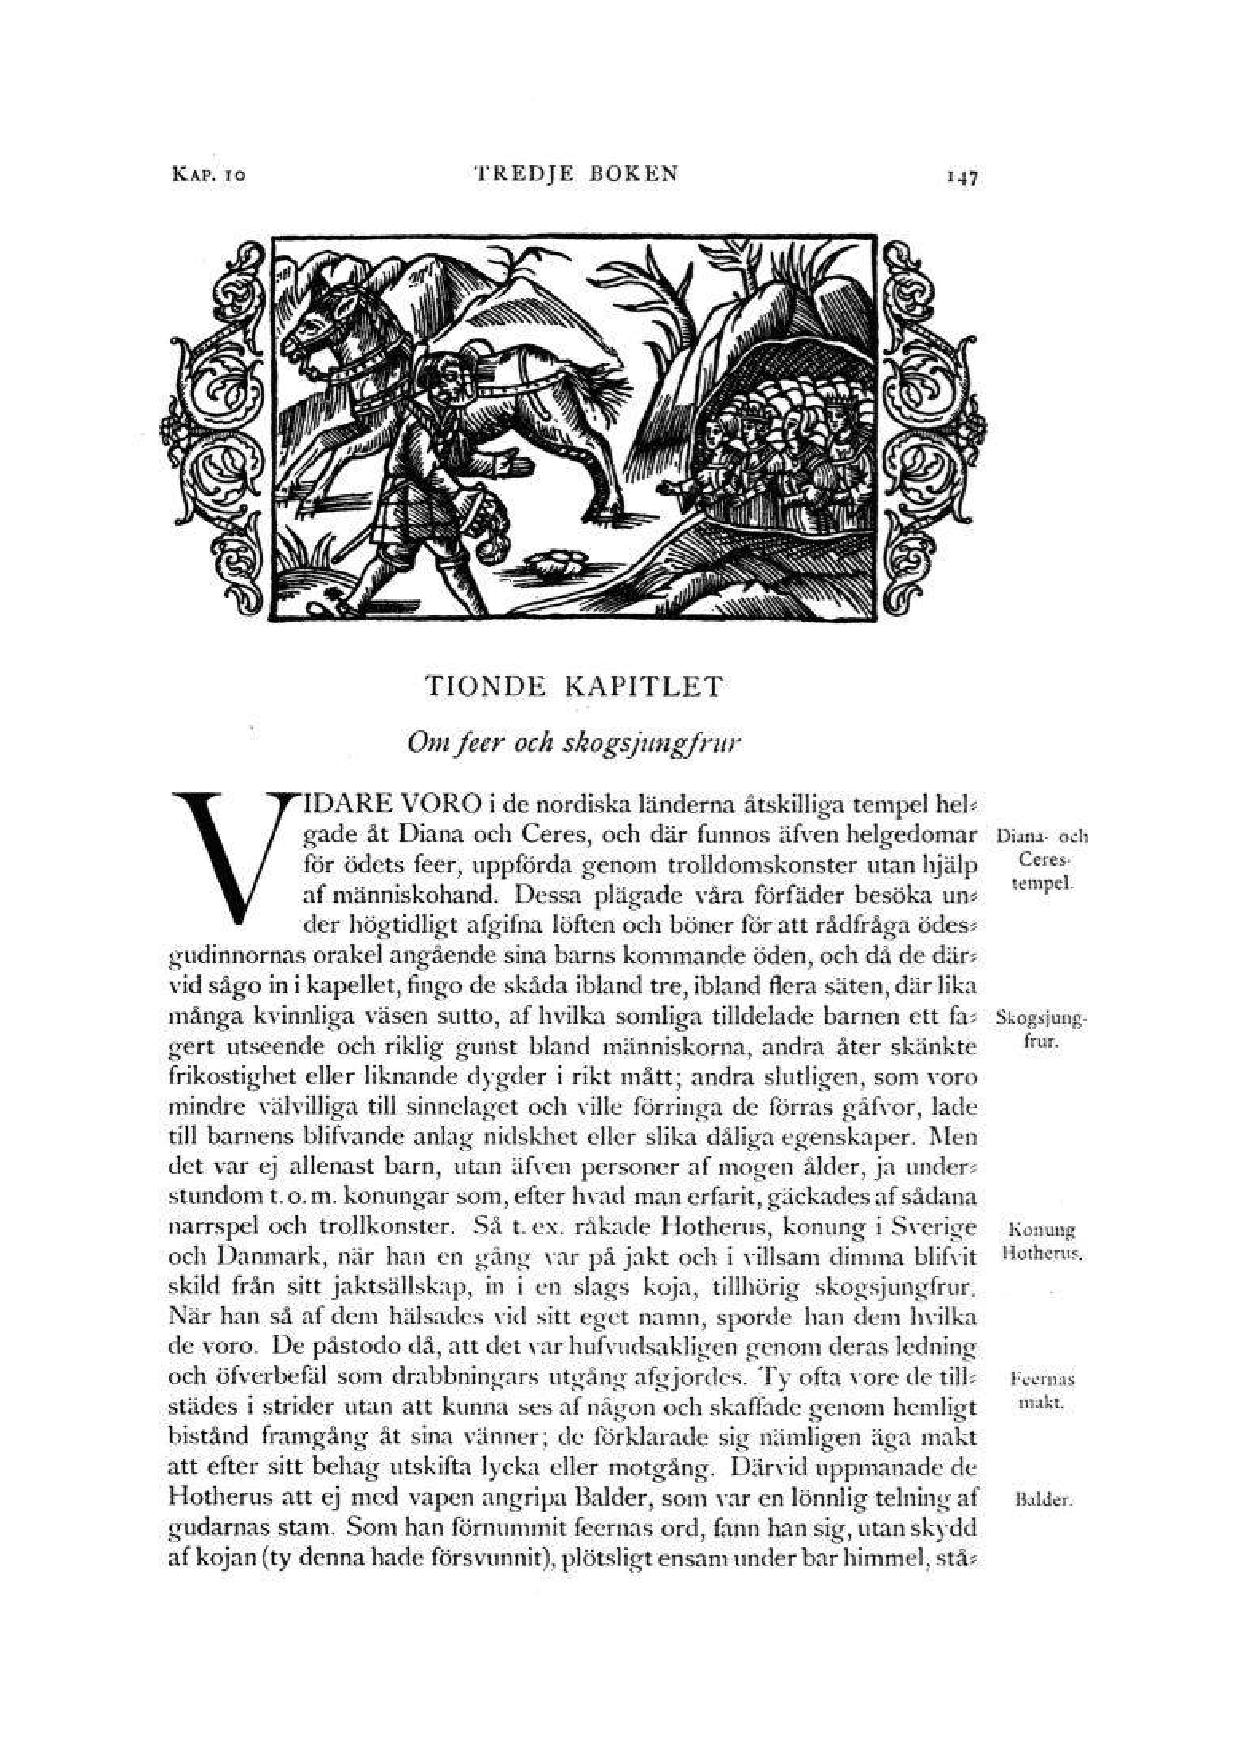 KAP. 10
TREDJE BOKEN
147
TIONDE KAPITLET
Om feer och skogsjungfrur
VIDARE VORO i de nordiska länderna åtskilliga tempel hel-
gade åt Diana och Ceres, och där funnos äfven helgedomar
Diana- och
för ödets feer, uppförda genom trolldomskonster utan hjälp
Ceres-
af människohand. Dessa plägade våra förfäder besöka un-
tempel.
der högtidligt afgifna löften och böner för att rådfråga ödes-
gudinnornas orakel angående sina barns kommande öden, och då de där-
vid sågo in i kapellet, fingo de skåda ibland tre, ibland flera säten, där lika
många kvinnliga väsen sutto, af hvilka somliga tilldelade barnen ett fa-
Skogsjung-
gert utseende och riklig gunst bland människorna, andra åter skänkte
frur.
frikostighet eller liknande dygder i rikt mått; andra slutligen, som voro
mindre välvilliga till sinnelaget och ville förringa de förras gåfvor, lade
till barnens blifvande anlag nidskhet eller slika dåliga egenskaper. Men
det var ej allenast barn, utan äfven personer af mogen ålder, ja under-
stundom t. o. m. konungar som, efter hvad man erfarit, gäckades af sådana
narrspel och trollkonster. Så t. ex. råkade Hotherus, konung i Sverige
Konung
och Danmark, när han en gång var på jakt och i villsam dimma blifvit
Hotherus.
skild från sitt jaktsällskap, in i en slags koja, tillhörig skogsjungfrur.
När han så af dem hälsades vid sitt eget namn, sporde han dem hvilka
de voro. De påstodo då, att det var hufvudsakligen genom deras ledning
och öfverbefäl som drabbningars utgång afgjordes. Ty ofta vore de till-
Feernas
städes i strider utan att kunna ses af någon och skaffade genom hemligt
makt.
bistånd framgång åt sina vänner; de förklarade sig nämligen äga makt
att efter sitt behag utskifta lycka eller motgång. Därvid uppmanade de
Hotherus att ej med vapen angripa Balder, som var en lönnlig telning af
Balder.
gudarnas stam. Som han förnummit feernas ord, fann han sig, utan skydd
af kojan (ty denna hade försvunnit), plötsligt ensam under bar himmel, stå-